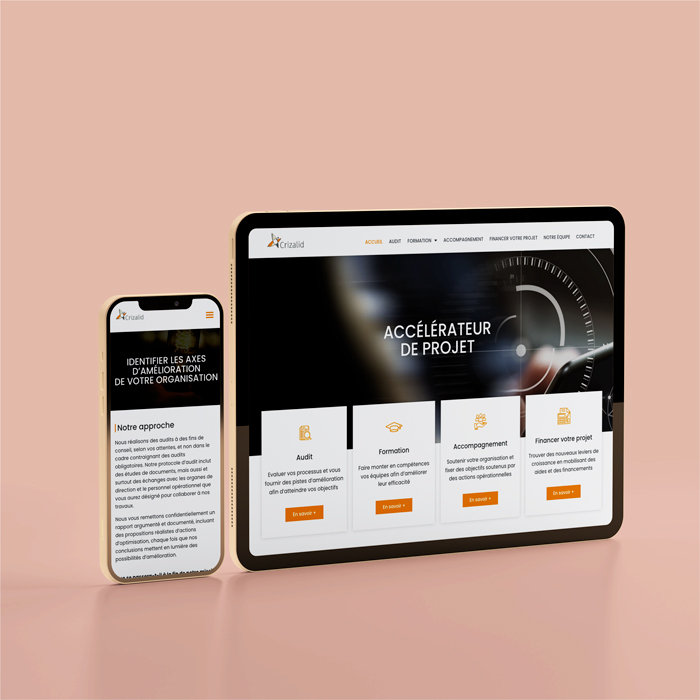 Crizalid
ACCUEIL AUDIT FORMATION ACCOMPAGNEMENT FINANCER VOTRE PROJET NOTRE ÉQUIPE CONTACT
ACCÉLÉRATEUR
DE PROJET
Audit
Évaluer vos processus et vous
fournir des pistes d'amélioration
afin d'atteindre vos objectifs
En savoir +
Formation
Faire monter en compétences
vos équipes afin d'améliorer
leur efficacité
En savoir +
Accompagnement
Soutenir votre organisation et
fixer des objectifs soutenus par
des actions opérationnelles
En savoir +
Financer votre projet
Trouver des nouveaux leviers de
croissance en mobilisant des
aides et des financements
En savoir +
Crizalid
IDENTIFIER LES AXES
D'AMÉLIORATION
DE VOTRE ORGANISATION
Notre approche
Nous réalisons des audits à des fins de
conseil, selon vos attentes, et non dans le
cadre contraignant des audits
obligatoires. Notre protocole d'audit inclut
des études de documents, mais aussi et
surtout des échanges avec les organes de
direction et le personnel opérationnel que
vous aurez désigné pour collaborer à nos
travaux.
Nous vous remettons confidentiellement un
rapport argumenté et documenté, incluant
des propositions réalistes d'actions
d'optimisation, chaque fois que nos
conclusions mettent en lumière des
possibilités d'amélioration.